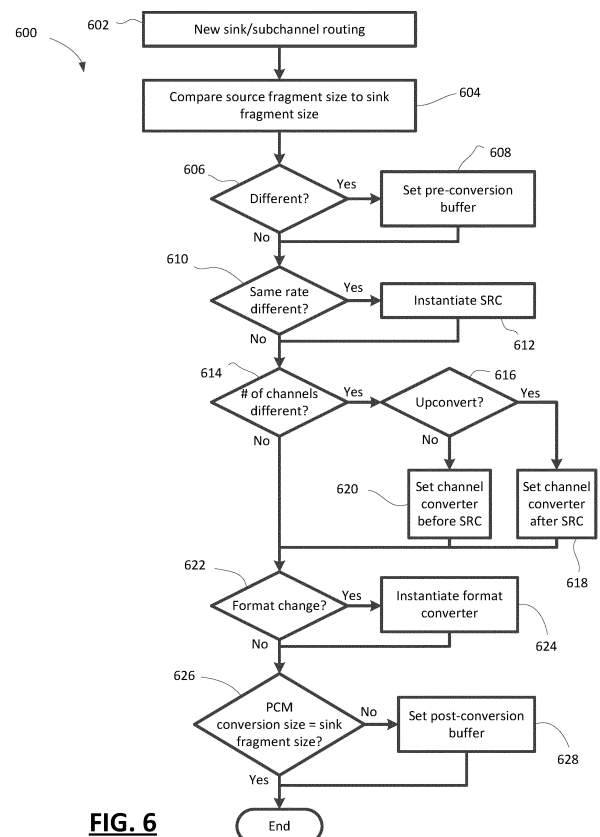 600
602
New sink/subchannel routing
Compare source fragment size to sink
fragment size
604
606
Different?
Yes
No
608
Set pre-conversion
buffer
610
Same rate
different?
Yes
No
Instantiate SRC
612
614
# of channels
different?
Yes
No
616
Upconvert?
Yes
No
620
Set channel
converter
before SRC
Set channel
converter
after SRC
618
622
Format change?
Yes
No
Instantiate format
converter
624
626
PCM
conversion size = sink
fragment size?
No
Yes
Set post-conversion
buffer
628
End
FIG. 6